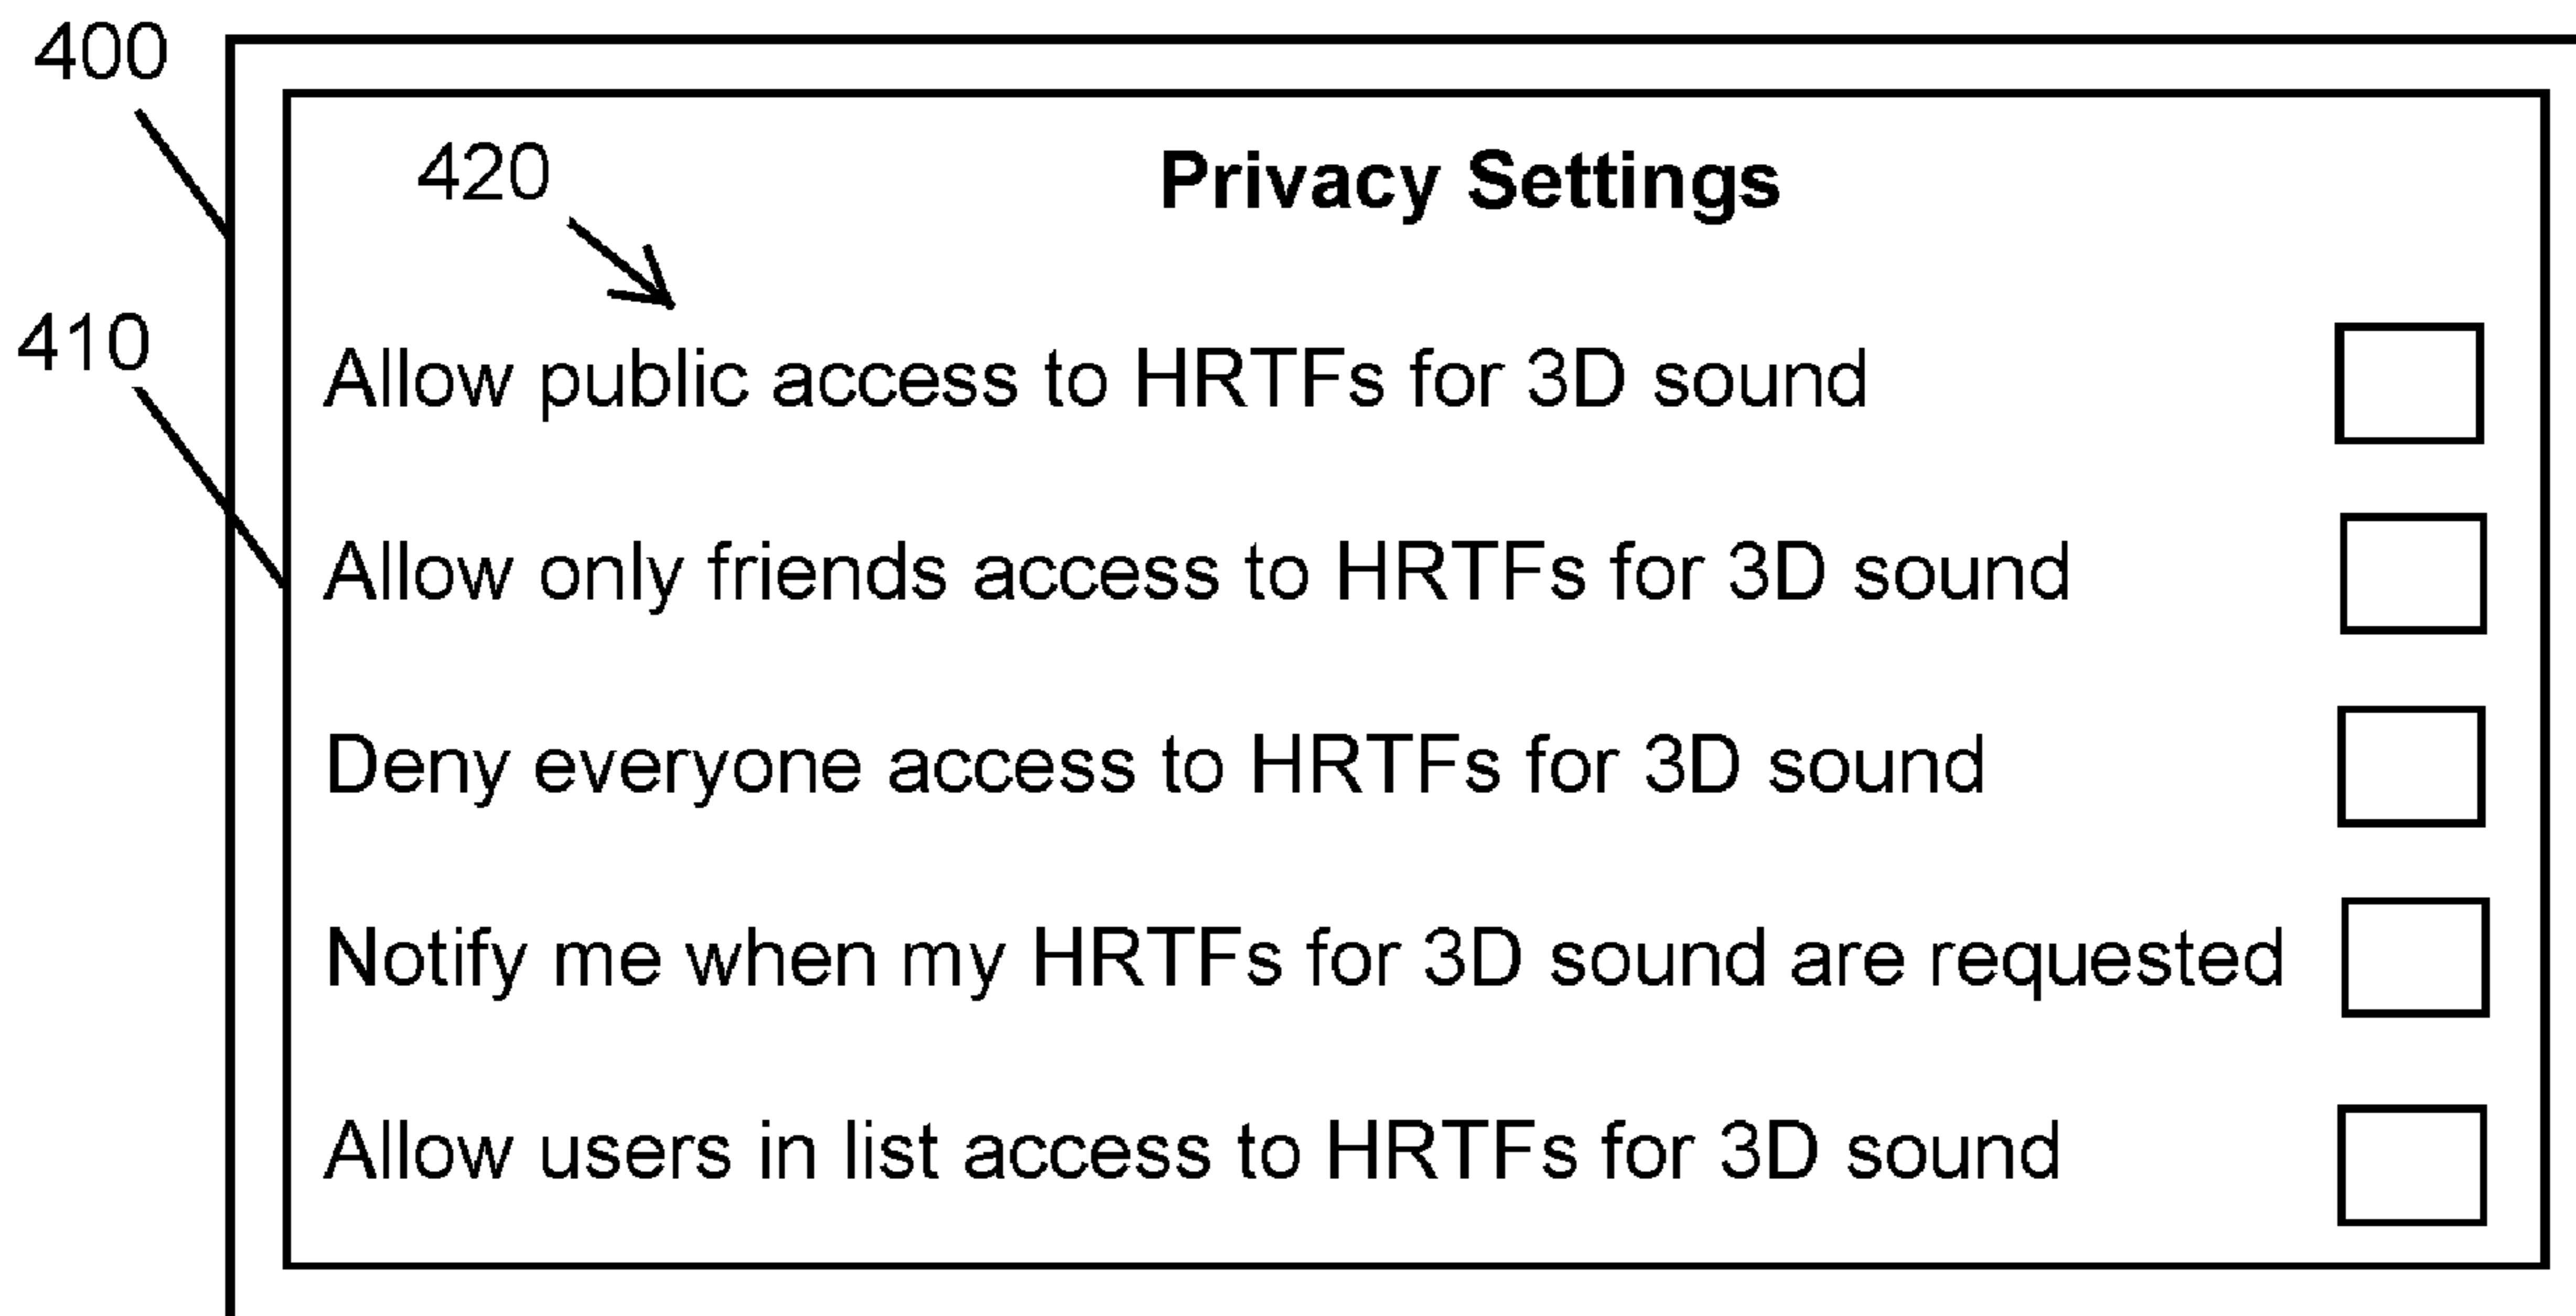 400
420
Privacy Settings
410
Allow public access to HRTFs for 3D sound
Allow only friends access to HRTFs for 3D sound
Deny everyone access to HRTFs for 3D sound
Notify me when my HRTFs for 3D sound are requested
Allow users in list access to HRTFs for 3D sound